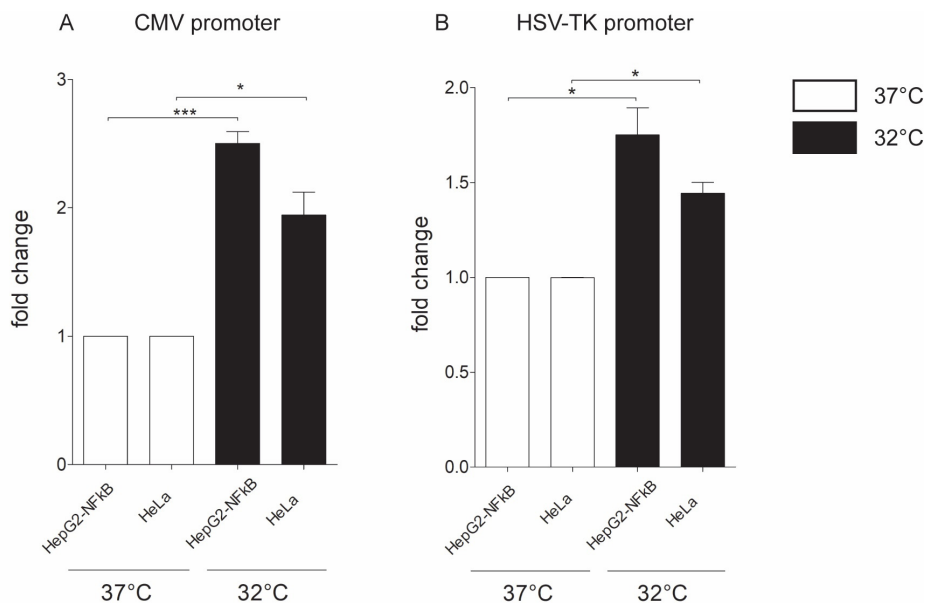 A CMV promoter
fold change
3
2
1
0
***
*
HepG2-NFkB
HeLa
HepG2-NFkB
HeLa
37°C
32°C
B HSV-TK promoter
fold change
2.0
1.5
1.0
0.5
0.0
*
*
HepG2-NFkB
HeLa
HepG2-NFkB
HeLa
37°C
32°C
37°C
32°C